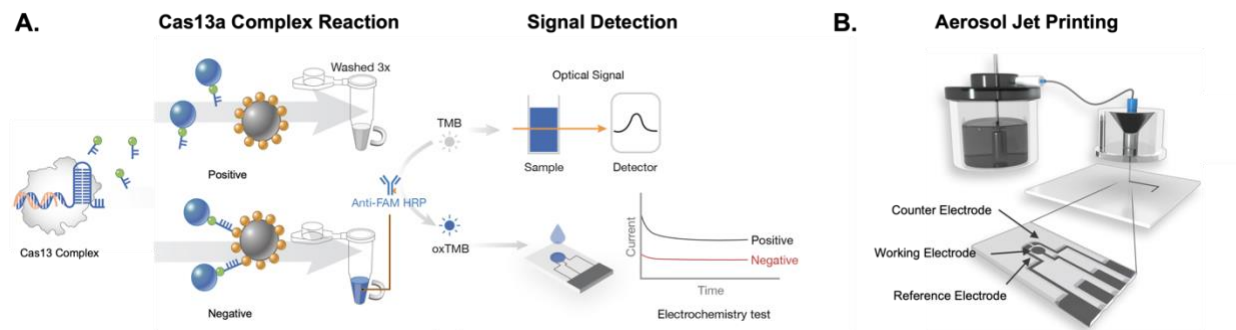 A.
Cas13a Complex Reaction
Signal Detection
Cas13 Complex
Washed 3x
Positive
Negative
Anti-FAM HRP
TMB
oxTMB
Optical Signal
Sample
Detector
Current
Positive
Negative
Time
Electrochemistry test
B.
Aerosol Jet Printing
Counter Electrode
Working Electrode
Reference Electrode